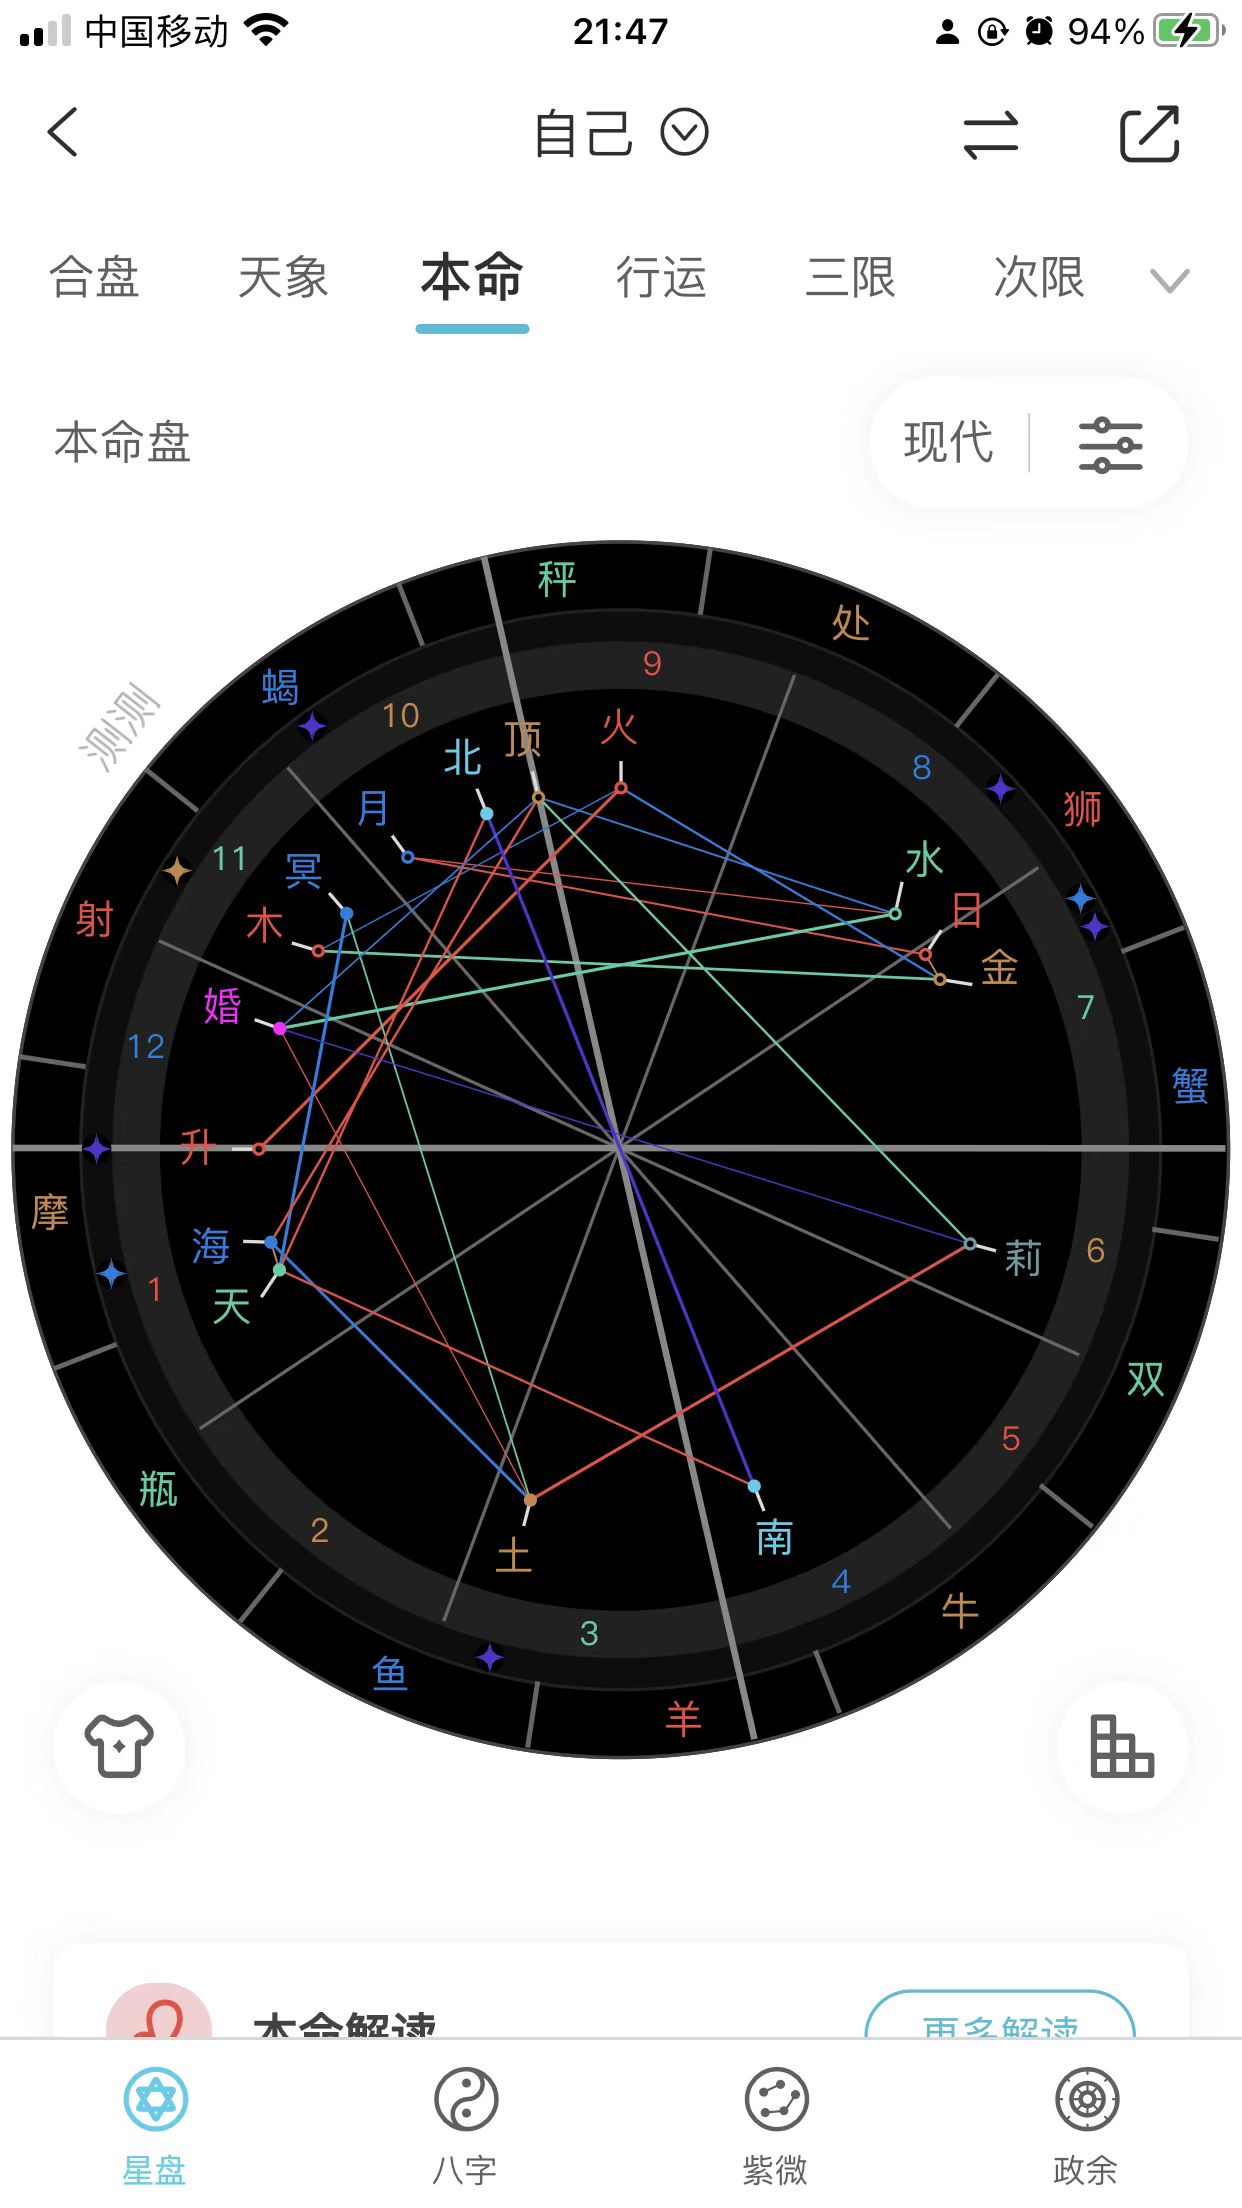 中国移动
21:47
94%
自己
合盘 天象 本命 行运 三限 次限
本命盘
现代
测测
秤
处
9
蝎
10
火
顶
北
8
狮
月
11
水
冥
射
木
日
金
婚
7
12
蟹
升
摩
海
莉
6
1
天
双
5
瓶
2
土
南
4
牛
3
鱼
羊
本命解读
更多解读
星盘 八字 紫微 政余